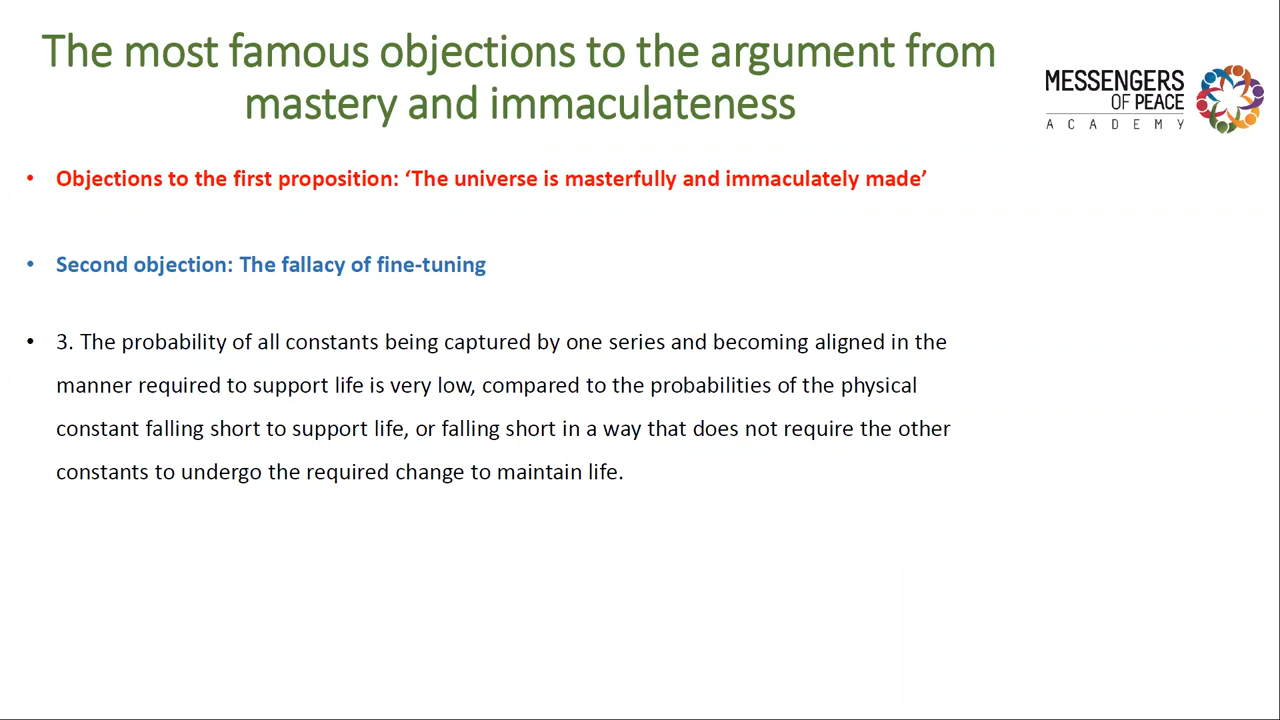 The most famous objections to the argument from
mastery and immaculateness
MESSENGERS
OF PEACE
ACADEMY
• Objections to the first proposition: ‘The universe is masterfully and immaculately made’
• Second objection: The fallacy of fine-tuning
• 3. The probability of all constants being captured by one series and becoming aligned in the
manner required to support life is very low, compared to the probabilities of the physical
constant falling short to support life, or falling short in a way that does not require the other
constants to undergo the required change to maintain life.